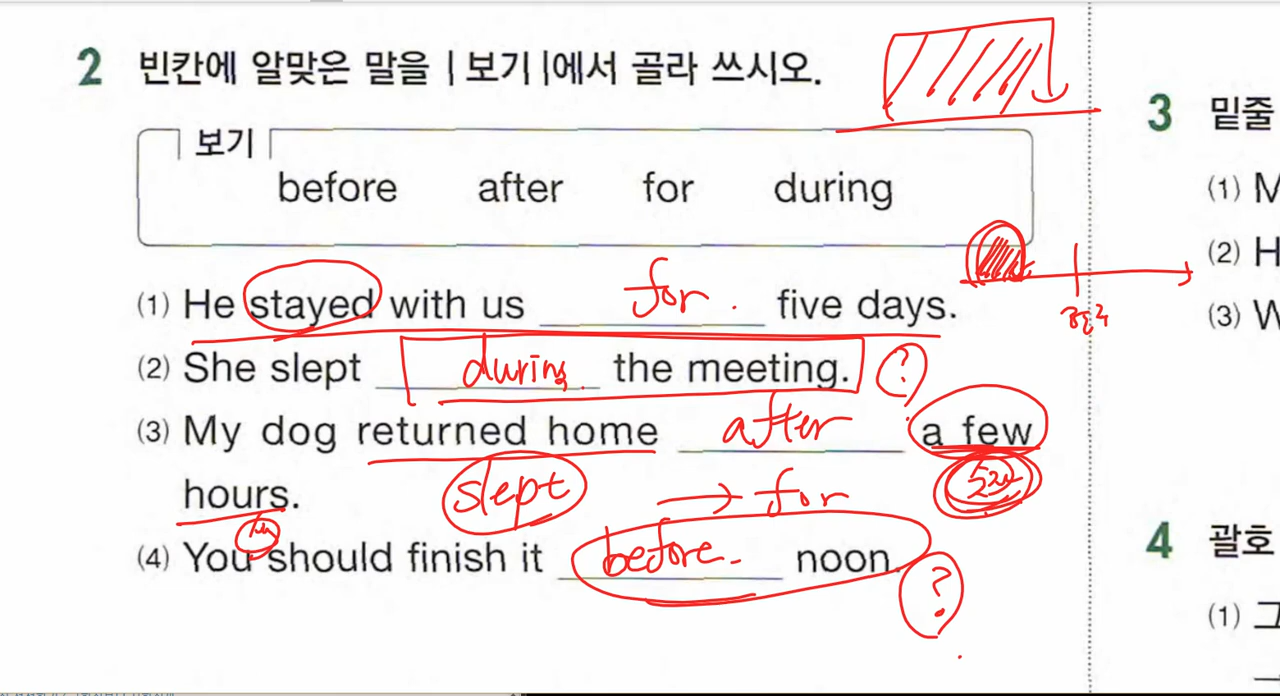 2 빈칸에 알맞은 말을 | 보기 |에서 골라 쓰시오.
보기
before after for during
(1) He stayed with us for. five days.
(2) She slept during. the meeting. ?
(3) My dog returned home after a few
hours. slept → for
(4) You should finish it before. noon. ?
3 밑줄
(1) M
(2) H
(3) W
4 괄호
(1) 그